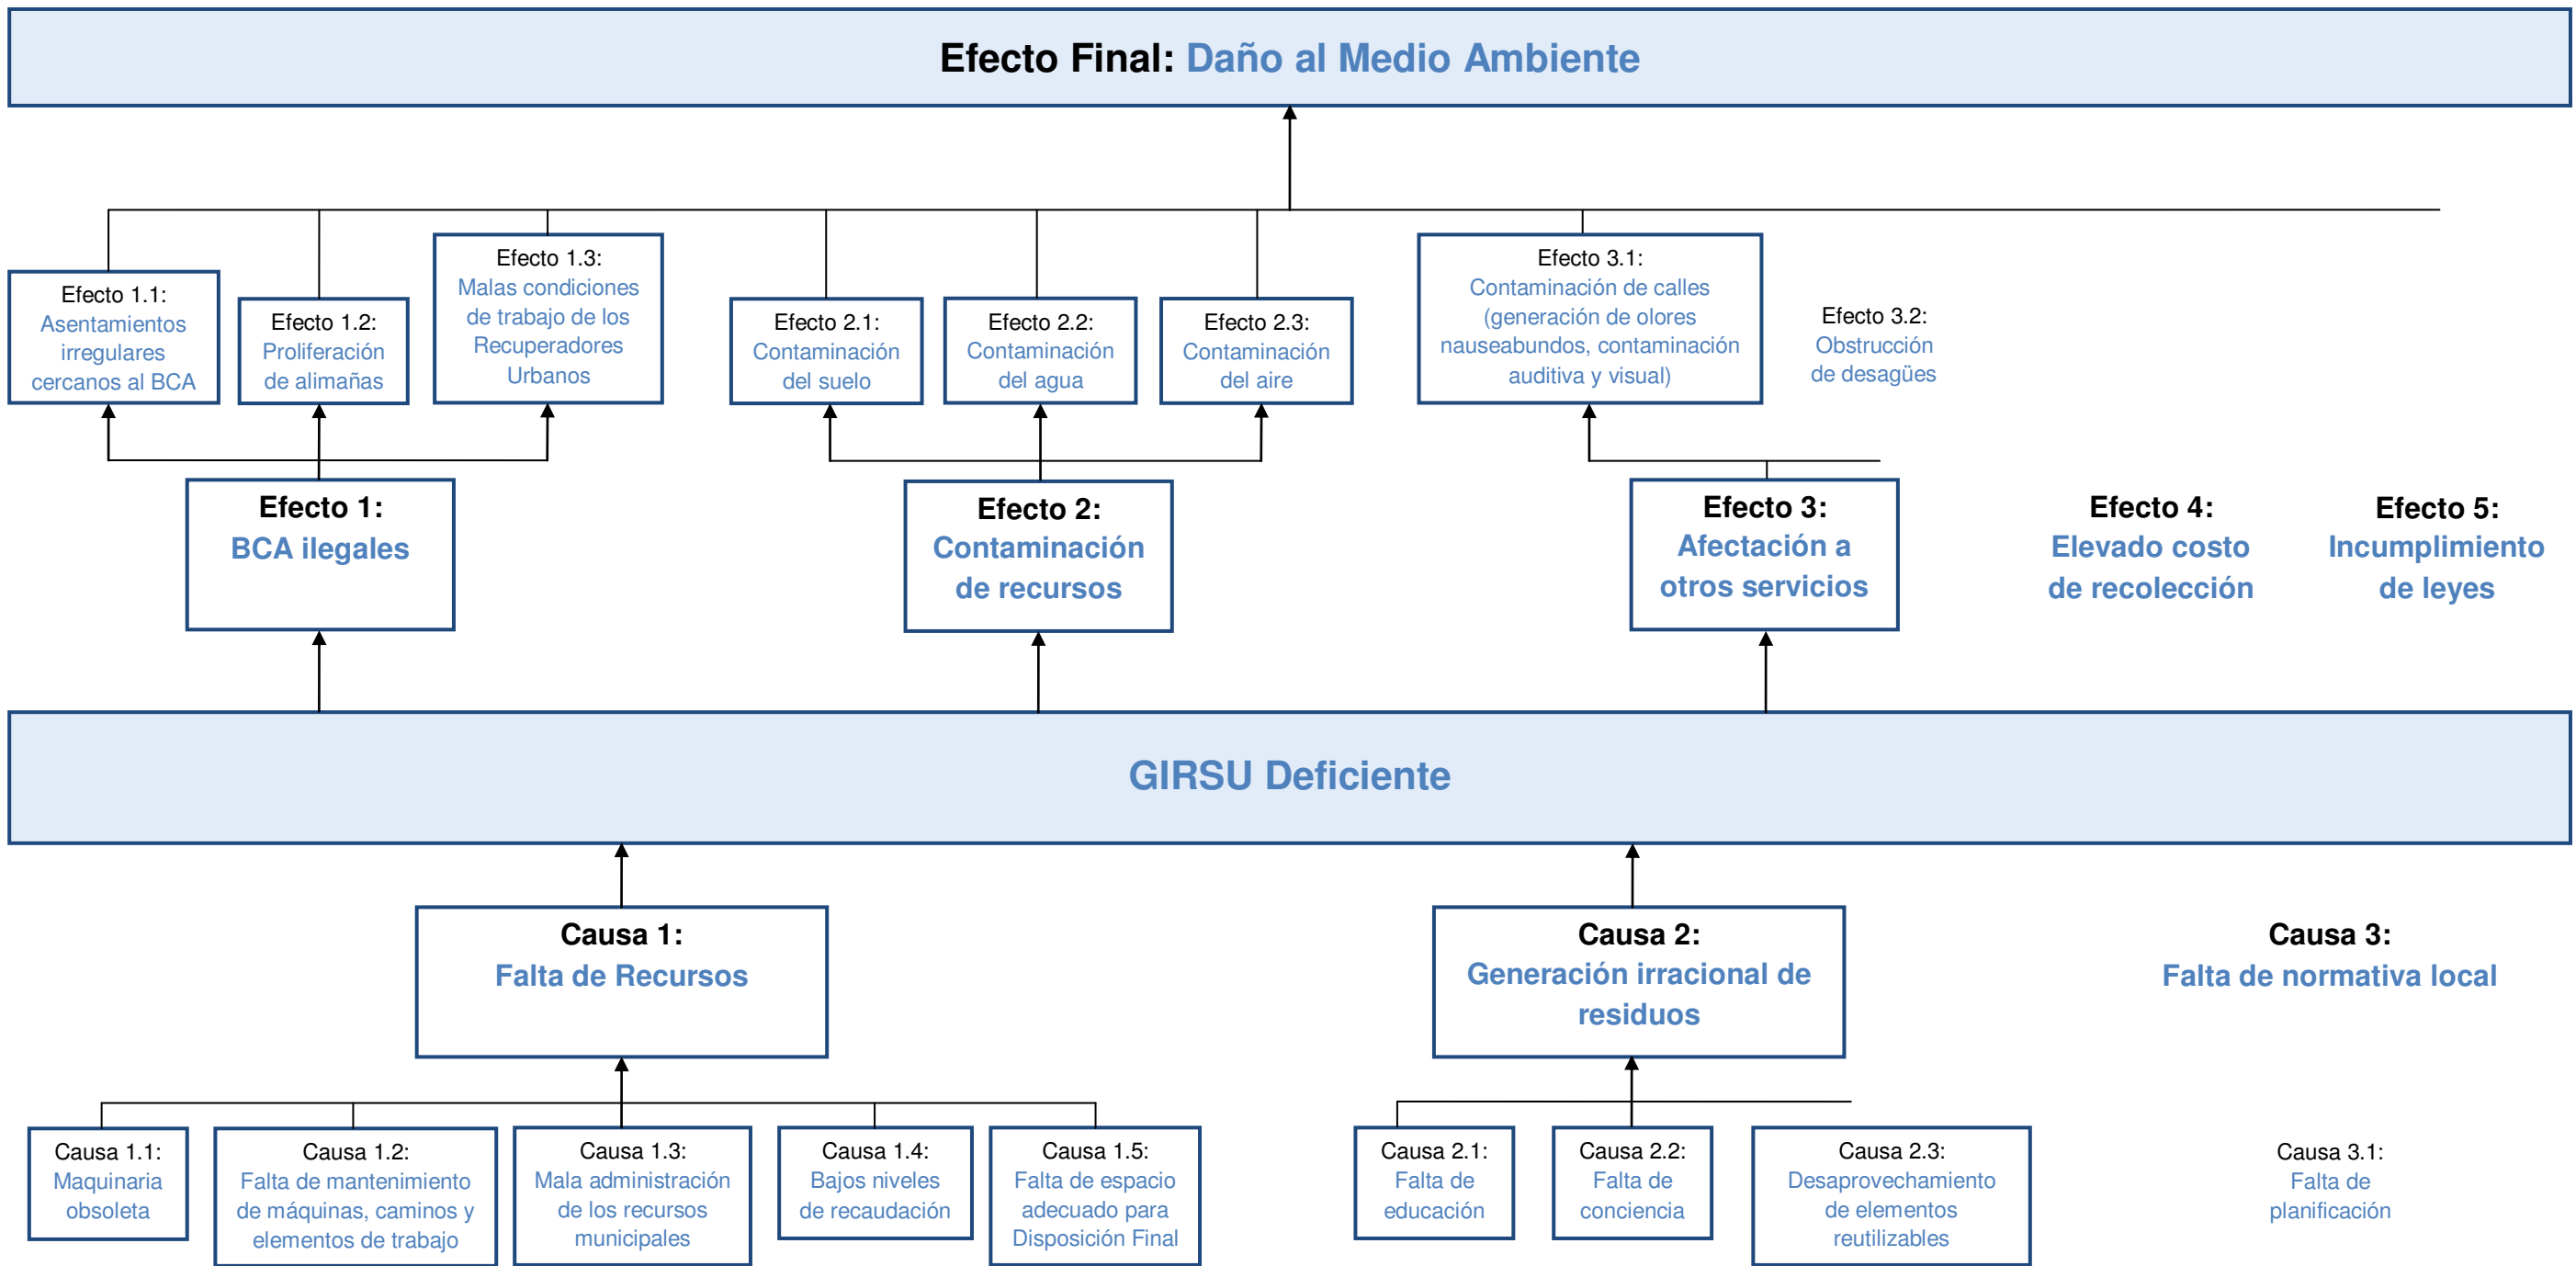 Efecto Final: Daño al Medio Ambiente
Efecto 1.1:
Asentamientos
irregulares
cercanos al BCA
Efecto 1.2:
Proliferación
de alimañas
Efecto 1.3:
Malas condiciones
de trabajo de los
Recuperadores
Urbanos
Efecto 2.1:
Contaminación
del suelo
Efecto 2.2:
Contaminación
del agua
Efecto 2.3:
Contaminación
del aire
Efecto 3.1:
Contaminación de calles
(generación de olores
nauseabundos, contaminación
auditiva y visual)
Efecto 3.2:
Obstrucción
de desagües
Efecto 1:
BCA ilegales
Efecto 2:
Contaminación
de recursos
Efecto 3:
Afectación a
otros servicios
Efecto 4:
Elevado costo
de recolección
Efecto 5:
Incumplimiento
de leyes
GIRSU Deficiente
Causa 1:
Falta de Recursos
Causa 2:
Generación irracional de
residuos
Causa 3:
Falta de normativa local
Causa 1.1:
Maquinaria
obsoleta
Causa 1.2:
Falta de mantenimiento
de máquinas, caminos y
elementos de trabajo
Causa 1.3:
Mala administración
de los recursos
municipales
Causa 1.4:
Bajos niveles
de recaudación
Causa 1.5:
Falta de espacio
adecuado para
Disposición Final
Causa 2.1:
Falta de
educación
Causa 2.2:
Falta de
conciencia
Causa 2.3:
Desaprovechamiento
de elementos
reutilizables
Causa 3.1:
Falta de
planificación